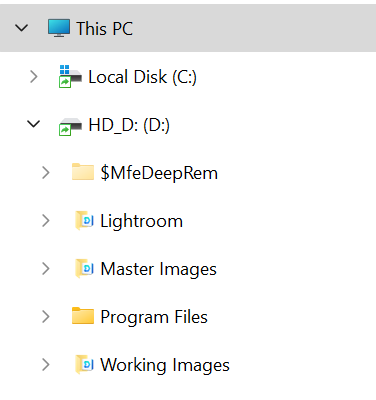 This PC
Local Disk (C:)
HD_D: (D:)
$MfeDeepRem
Lightroom
Master Images
Program Files
Working Images